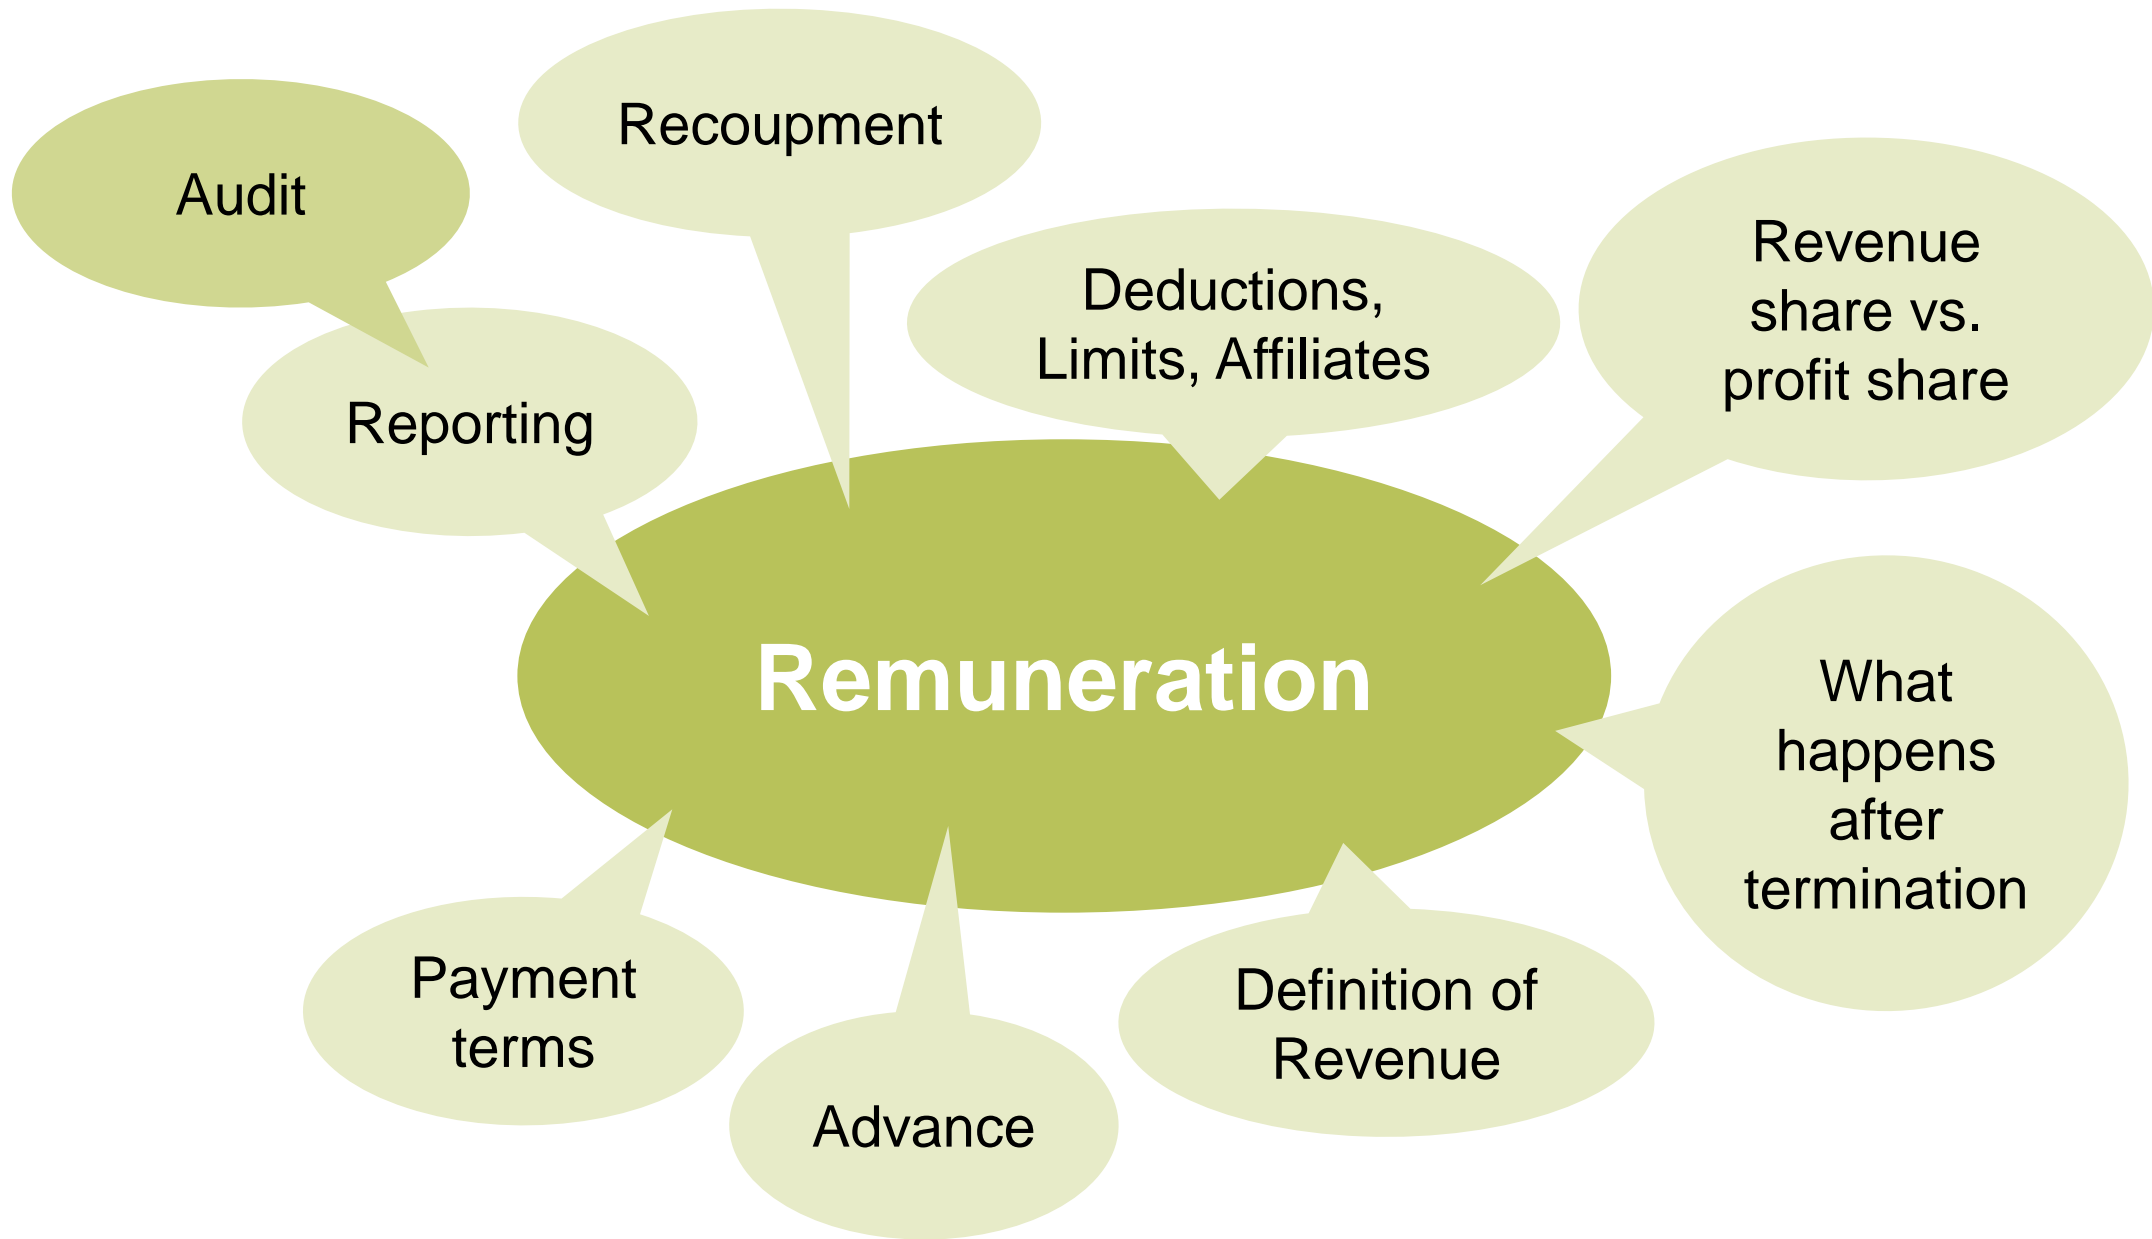 Recoupment
Audit
Deductions,
Limits, Affiliates
Revenue
share vs.
profit share
Reporting
Remuneration
What
happens
after
termination
Payment
terms
Definition of
Revenue
Advance